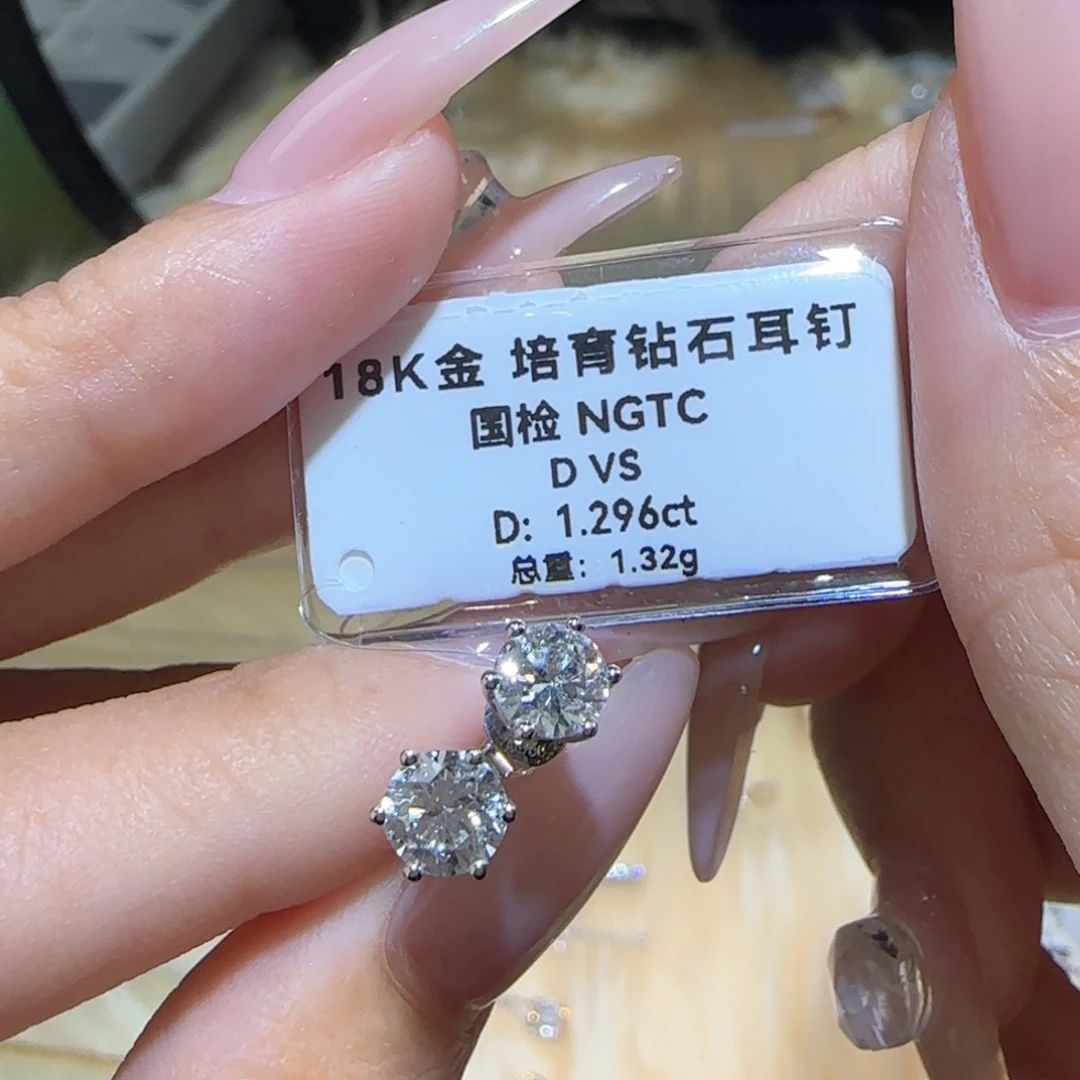 18K金 培育钻石耳钉
国检 NGTC
D VS
D: 1.296ct
总重: 1.32g